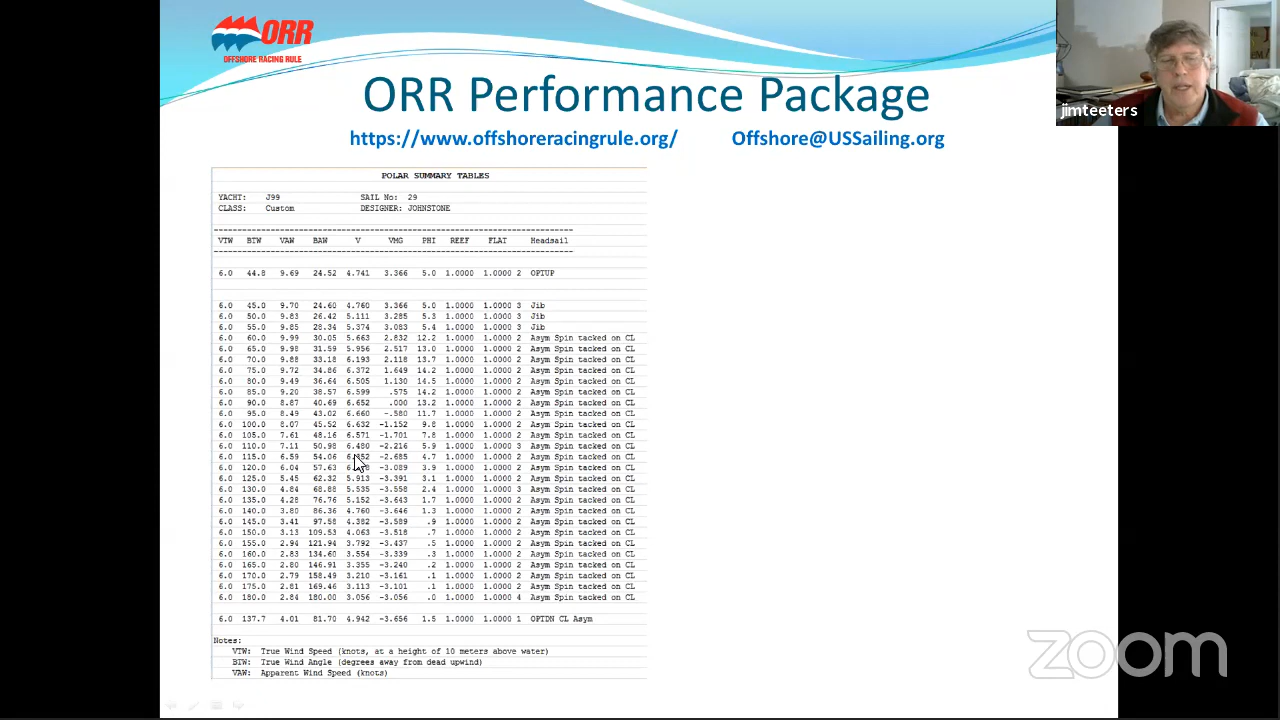 ORR
OFFSHORE RACING RULE
ORR Performance Package
https://www.offshoreracingrule.org/ Offshore@USSailing.org
jimteeters
POLAR SUMMARY TABLES
YACHT: J99 SAIL No: 29
CLASS: Custom DESIGNER: JOHNSTONE
VTW BTW VAW BAW V VMG PHI REEF FLAT Headsail
6.0 44.8 9.69 24.52 4.741 3.366 5.0 1.0000 1.0000 2 OPTUP
6.0 45.0 9.70 24.60 4.760 3.366 5.0 1.0000 1.0000 3 Jib
6.0 50.0 9.83 26.42 5.111 3.285 5.3 1.0000 1.0000 3 Jib
6.0 55.0 9.85 28.34 5.374 3.083 5.4 1.0000 1.0000 3 Jib
6.0 60.0 9.99 30.05 5.663 2.832 12.2 1.0000 1.0000 2 Asym Spin tacked on CL
6.0 65.0 9.98 31.59 5.956 2.517 13.0 1.0000 1.0000 2 Asym Spin tacked on CL
6.0 70.0 9.88 33.18 6.193 2.118 13.7 1.0000 1.0000 2 Asym Spin tacked on CL
6.0 75.0 9.72 34.86 6.372 1.649 14.2 1.0000 1.0000 2 Asym Spin tacked on CL
6.0 80.0 9.49 36.64 6.505 1.130 14.5 1.0000 1.0000 2 Asym Spin tacked on CL
6.0 85.0 9.20 38.57 6.599 .575 14.2 1.0000 1.0000 2 Asym Spin tacked on CL
6.0 90.0 8.87 40.69 6.652 .000 13.2 1.0000 1.0000 2 Asym Spin tacked on CL
6.0 95.0 8.49 43.02 6.660 -.580 11.7 1.0000 1.0000 2 Asym Spin tacked on CL
6.0 100.0 8.07 45.52 6.632 -1.152 9.8 1.0000 1.0000 2 Asym Spin tacked on CL
6.0 105.0 7.61 48.16 6.571 -1.701 7.8 1.0000 1.0000 2 Asym Spin tacked on CL
6.0 110.0 7.11 50.98 6.480 -2.216 5.9 1.0000 1.0000 3 Asym Spin tacked on CL
6.0 115.0 6.59 54.06 -2.685 4.7 1.0000 1.0000 2 Asym Spin tacked on CL
6.0 120.0 6.04 57.63 -3.089 3.9 1.0000 1.0000 2 Asym Spin tacked on CL
6.0 125.0 5.45 62.32 5.913 -3.391 3.1 1.0000 1.0000 2 Asym Spin tacked on CL
6.0 130.0 4.84 68.88 5.535 -3.558 2.4 1.0000 1.0000 3 Asym Spin tacked on CL
6.0 135.0 4.28 76.76 5.152 -3.643 1.7 1.0000 1.0000 2 Asym Spin tacked on CL
6.0 140.0 3.80 86.36 4.760 -3.646 1.3 1.0000 1.0000 2 Asym Spin tacked on CL
6.0 145.0 3.41 97.58 4.382 -3.589 .9 1.0000 1.0000 2 Asym Spin tacked on CL
6.0 150.0 3.13 109.53 4.063 -3.518 .7 1.0000 1.0000 2 Asym Spin tacked on CL
6.0 155.0 2.94 121.94 3.792 -3.437 .5 1.0000 1.0000 2 Asym Spin tacked on CL
6.0 160.0 2.83 134.60 3.554 -3.339 .3 1.0000 1.0000 2 Asym Spin tacked on CL
6.0 165.0 2.80 146.91 3.355 -3.240 .2 1.0000 1.0000 2 Asym Spin tacked on CL
6.0 170.0 2.79 158.49 3.210 -3.161 .1 1.0000 1.0000 2 Asym Spin tacked on CL
6.0 175.0 2.81 169.46 3.113 -3.101 .1 1.0000 1.0000 2 Asym Spin tacked on CL
6.0 180.0 2.84 180.00 3.056 -3.056 .0 1.0000 1.0000 4 Asym Spin tacked on CL
6.0 137.7 4.01 81.70 4.942 -3.656 1.5 1.0000 1.0000 1 OPTDN CL Asym
Notes:
VTW: True Wind Speed (knots, at a height of 10 meters above water)
BTW: True Wind Angle (degrees away from dead upwind)
VAW: Apparent Wind Speed (knots)
zoom